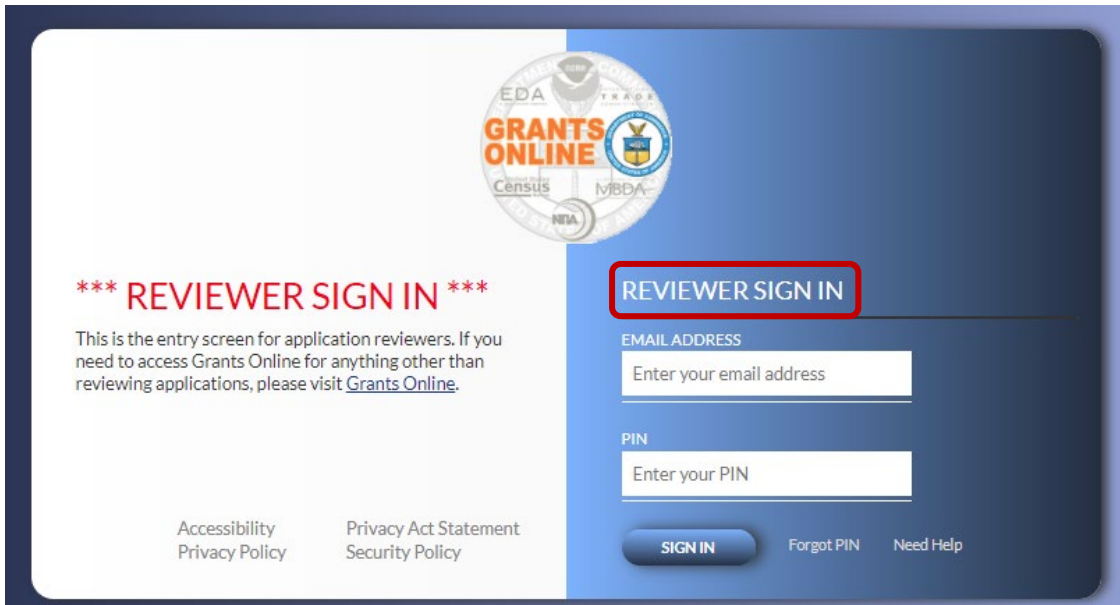 EDA
TRADE
GRANTS
ONLINE
Census
MBDA
NTIA
*** REVIEWER SIGN IN ***
This is the entry screen for application reviewers. If you
need to access Grants Online for anything other than
reviewing applications, please visit Grants Online.
Accessibility
Privacy Act Statement
Privacy Policy
Security Policy
REVIEWER SIGN IN
EMAIL ADDRESS
Enter your email address
PIN
Enter your PIN
SIGN IN
Forgot PIN
Need Help